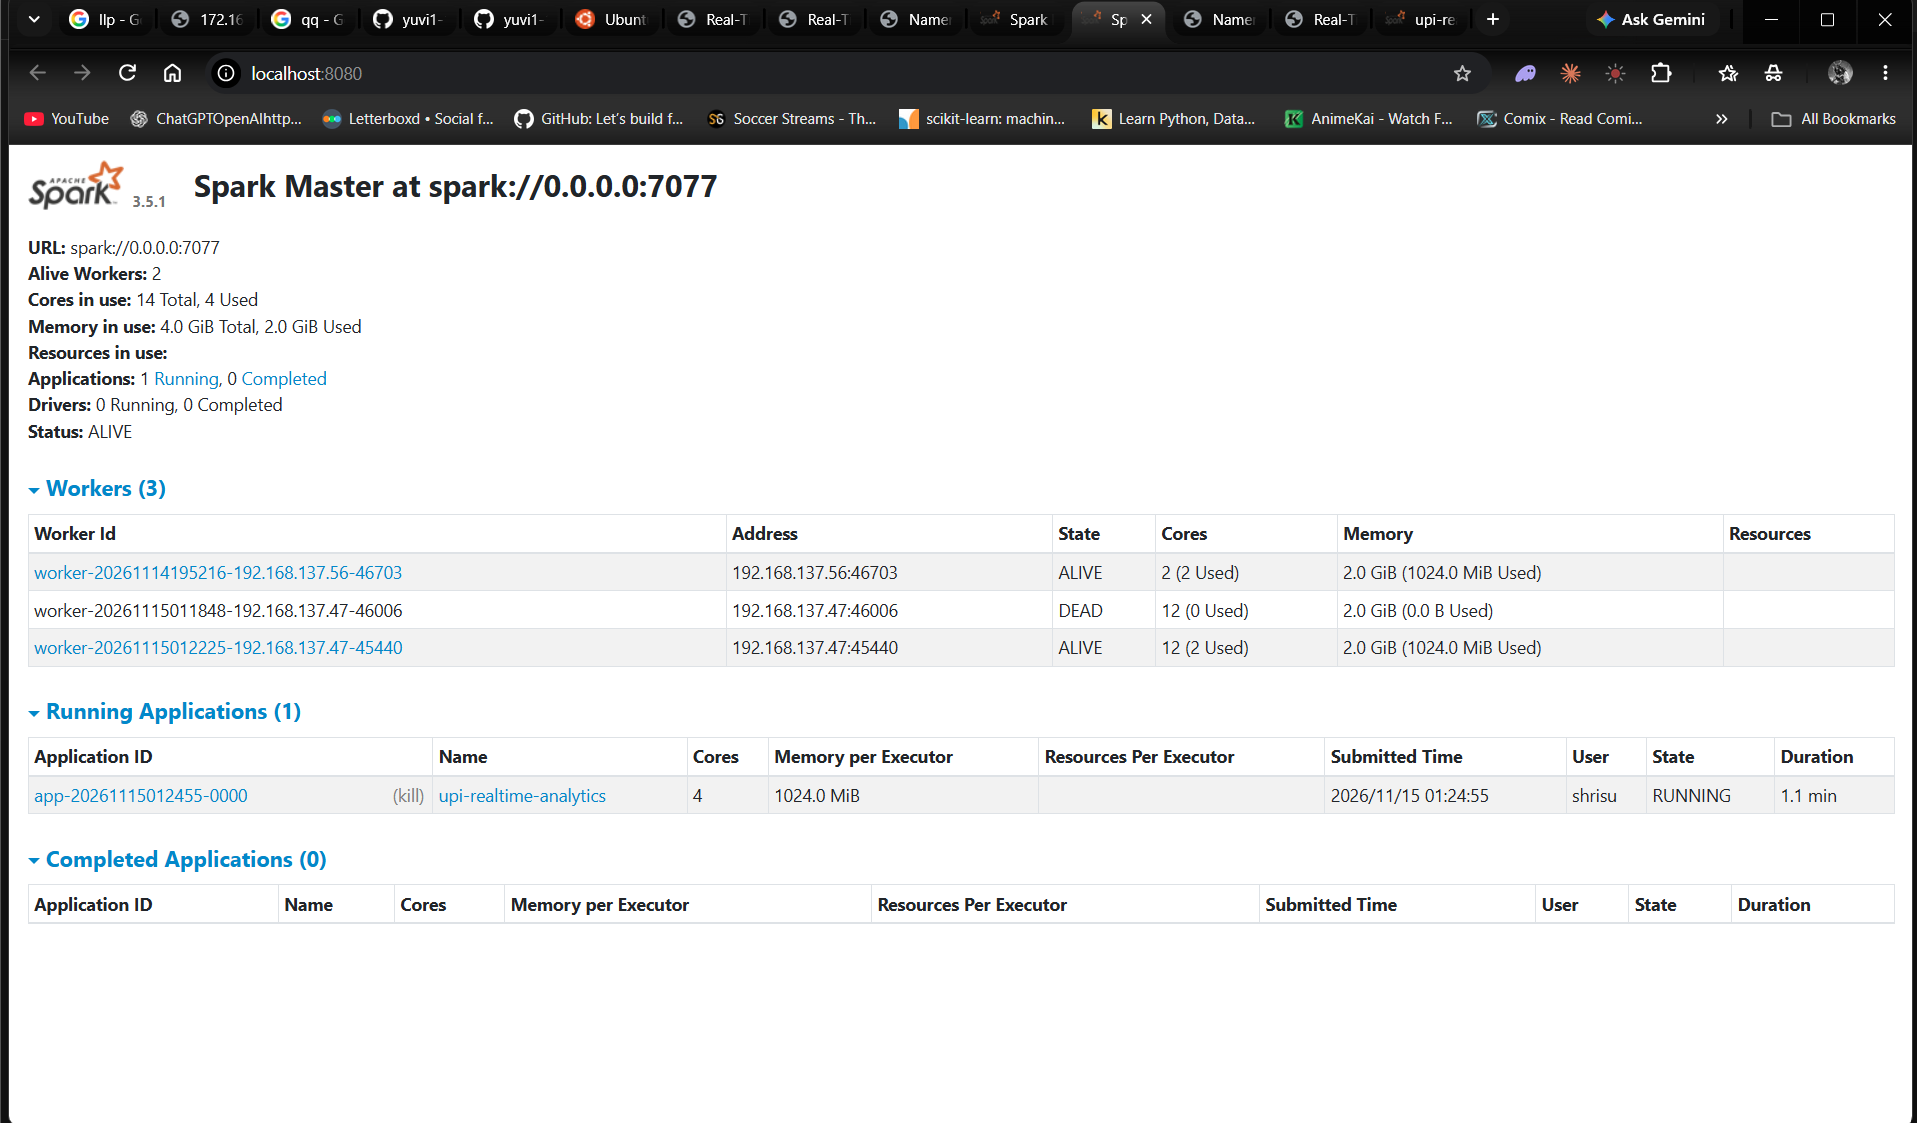 llp - G
172.16
qq - G
yuvi1-
yuvi1-
Ubunt
Real-T
Real-T
Name
Spark
Sp
Name
Real-T
upi-re
Ask Gemini
localhost:8080
YouTube
ChatGPTOpenAIhttp...
Letterboxd • Social f...
GitHub: Let's build f...
Soccer Streams - Th...
scikit-learn: machin...
Learn Python, Data...
AnimeKai - Watch F...
Comix - Read Comi...
All Bookmarks
APACHE Spark 3.5.1
Spark Master at spark://0.0.0.0:7077
URL: spark://0.0.0.0:7077
Alive Workers: 2
Cores in use: 14 Total, 4 Used
Memory in use: 4.0 GiB Total, 2.0 GiB Used
Resources in use:
Applications: 1 Running, 0 Completed
Drivers: 0 Running, 0 Completed
Status: ALIVE
Workers (3)
Worker Id Address State Cores Memory Resources
worker-20261114195216-192.168.137.56-46703 192.168.137.56:46703 ALIVE 2 (2 Used) 2.0 GiB (1024.0 MiB Used)
worker-20261115011848-192.168.137.47-46006 192.168.137.47:46006 DEAD 12 (0 Used) 2.0 GiB (0.0 B Used)
worker-20261115012225-192.168.137.47-45440 192.168.137.47:45440 ALIVE 12 (2 Used) 2.0 GiB (1024.0 MiB Used)
Running Applications (1)
Application ID Name Cores Memory per Executor Resources Per Executor Submitted Time User State Duration
app-20261115012455-0000 (kill) upi-realtime-analytics 4 1024.0 MiB 2026/11/15 01:24:55 shrisu RUNNING 1.1 min
Completed Applications (0)
Application ID Name Cores Memory per Executor Resources Per Executor Submitted Time User State Duration